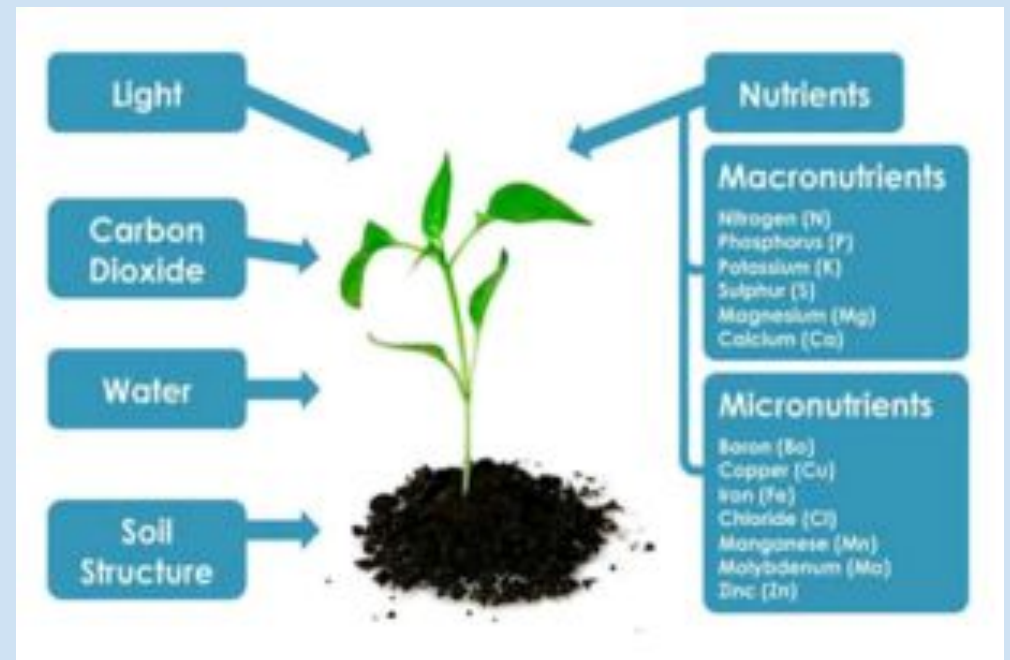 Light
Carbon
Dioxide
Water
Soil
Structure
Nutrients
Macronutrients
Nitrogen (N)
Phosphorus (P)
Potassium (K)
Sulphur (S)
Magnesium (Mg)
Calcium (Ca)
Micronutrients
Boron (Bo)
Copper (Cu)
Iron (Fe)
Chloride (Cl)
Manganese (Mn)
Molybdenum (Mo)
Zinc (Zn)